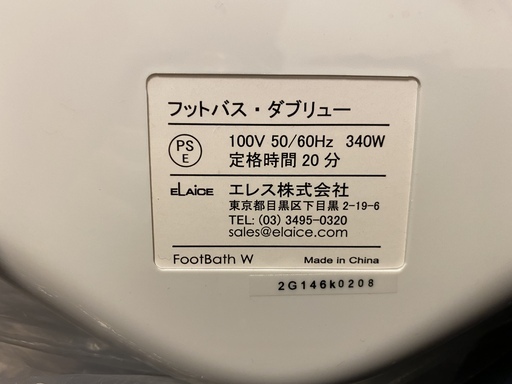 フットバス・ダブリュー
PS
E
100V 50/60Hz 340W
定格時間 20 分
eLAiCE エレス株式会社
東京都目黒区下目黒 2-19-6
TEL: (03) 3495-0320
sales@elaice.com
FootBath W Made in China
2G146k0208